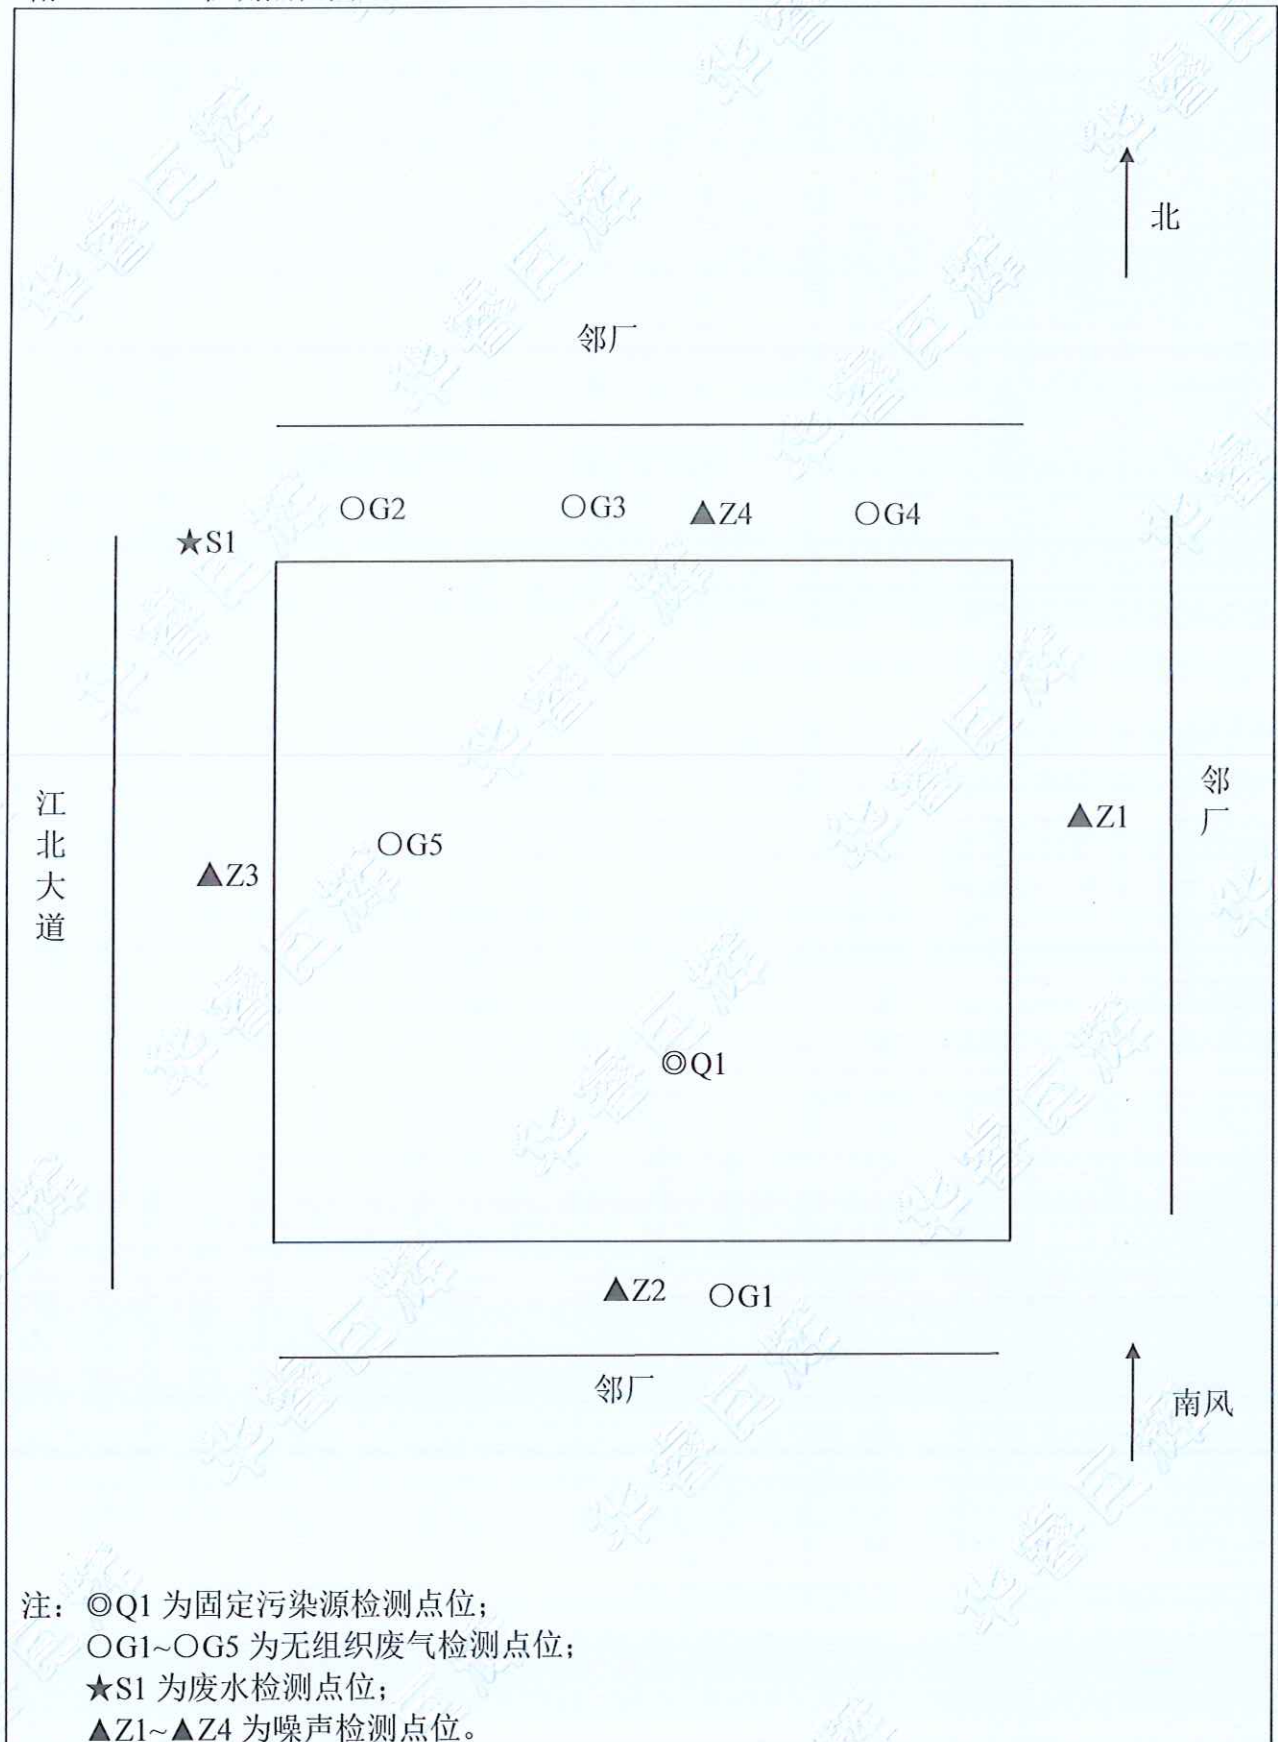 北
邻厂
○G2
○G3
▲Z4
○G4
★S1
江北大道
▲Z3
○G5
▲Z1
邻厂
◎Q1
▲Z2
○G1
邻厂
南风
注：◎Q1 为固定污染源检测点位；
○G1~○G5 为无组织废气检测点位；
★S1 为废水检测点位；
▲Z1~▲Z4 为噪声检测点位。